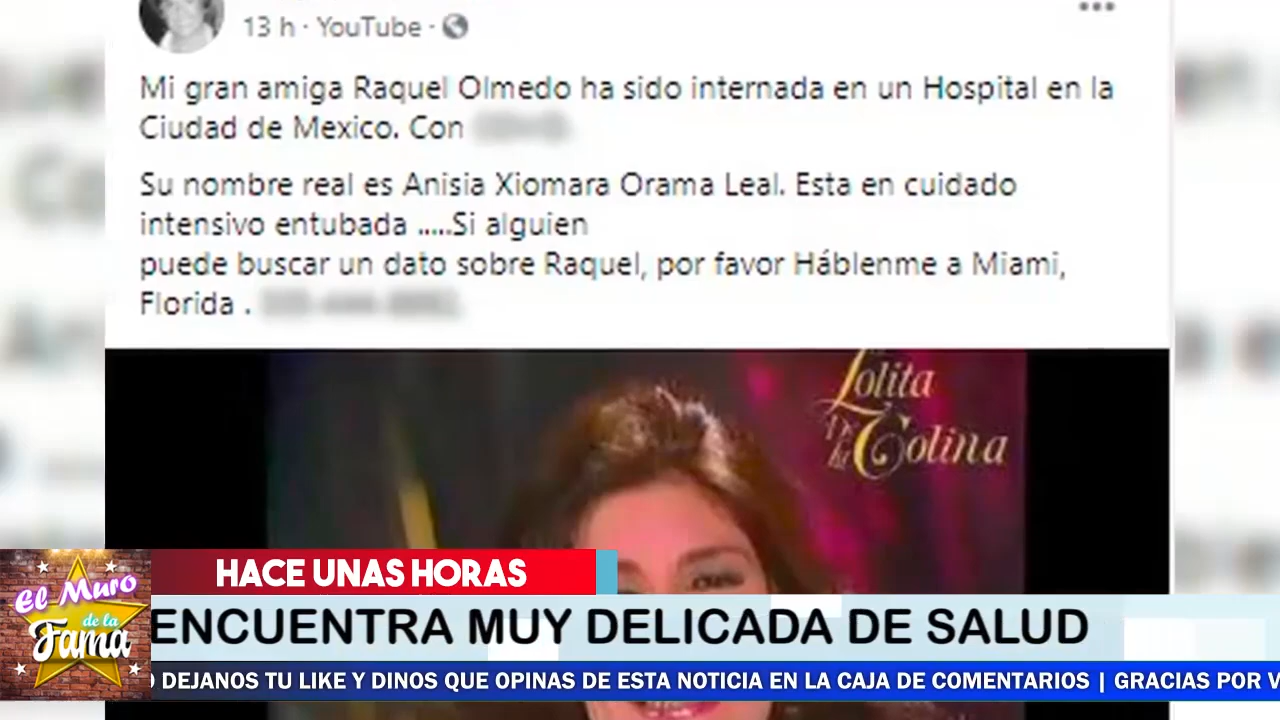 13 h · YouTube ·
Mi gran amiga Raquel Olmedo ha sido internada en un Hospital en la
Ciudad de Mexico. Con
Su nombre real es Anisia Xiomara Orama Leal. Esta en cuidado
intensivo entubada .....Si alguien
puede buscar un dato sobre Raquel, por favor Háblenme a Miami,
Florida .
Lolita
De la
Colina
HACE UNAS HORAS
El Muro
de la
Fama
ENCUENTRA MUY DELICADA DE SALUD
DEJANOS TU LIKE Y DINOS QUE OPINAS DE ESTA NOTICIA EN LA CAJA DE COMENTARIOS | GRACIAS POR